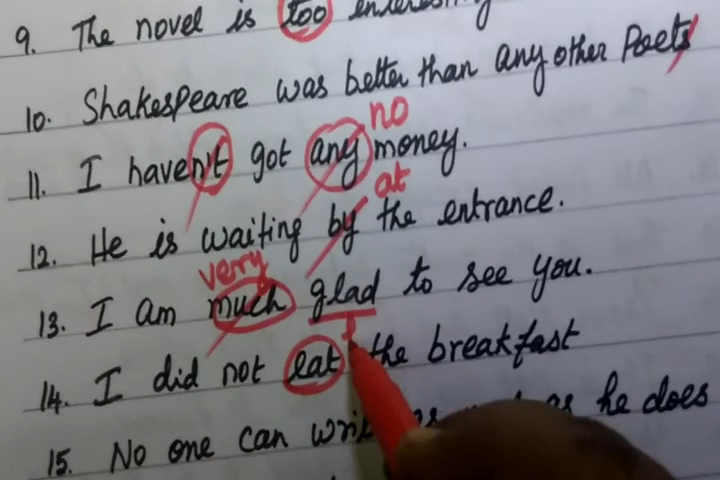 9. The novel is too interesting
10. Shakespeare was better than any other Poets
no
11. I haven't got any money.
at
12. He is waiting by the entrance.
very
13. I am much glad to see you.
14. I did not eat the breakfast
15. No one can as he does